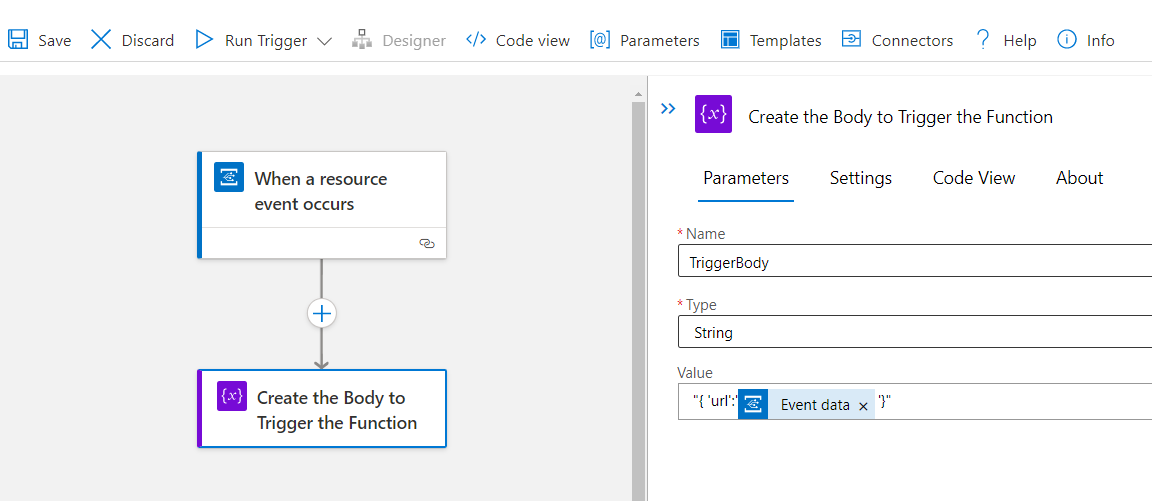 Save Discard Run Trigger Designer </> Code view [@] Parameters Templates Connectors ? Help Info
When a resource
event occurs
Create the Body to
Trigger the Function
{x}
{x} Create the Body to Trigger the Function
Parameters Settings Code View About
* Name
TriggerBody
* Type
String
Value
"{ 'url':' Event data × '}"